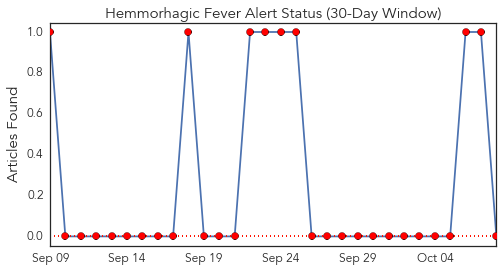 Hemmorhagic Fever Alert Status (30-Day Window)
Articles Found
1.0
0.8
0.6
0.4
0.2
0.0
Sep 09 Sep 14 Sep 19 Sep 24 Sep 29 Oct 04